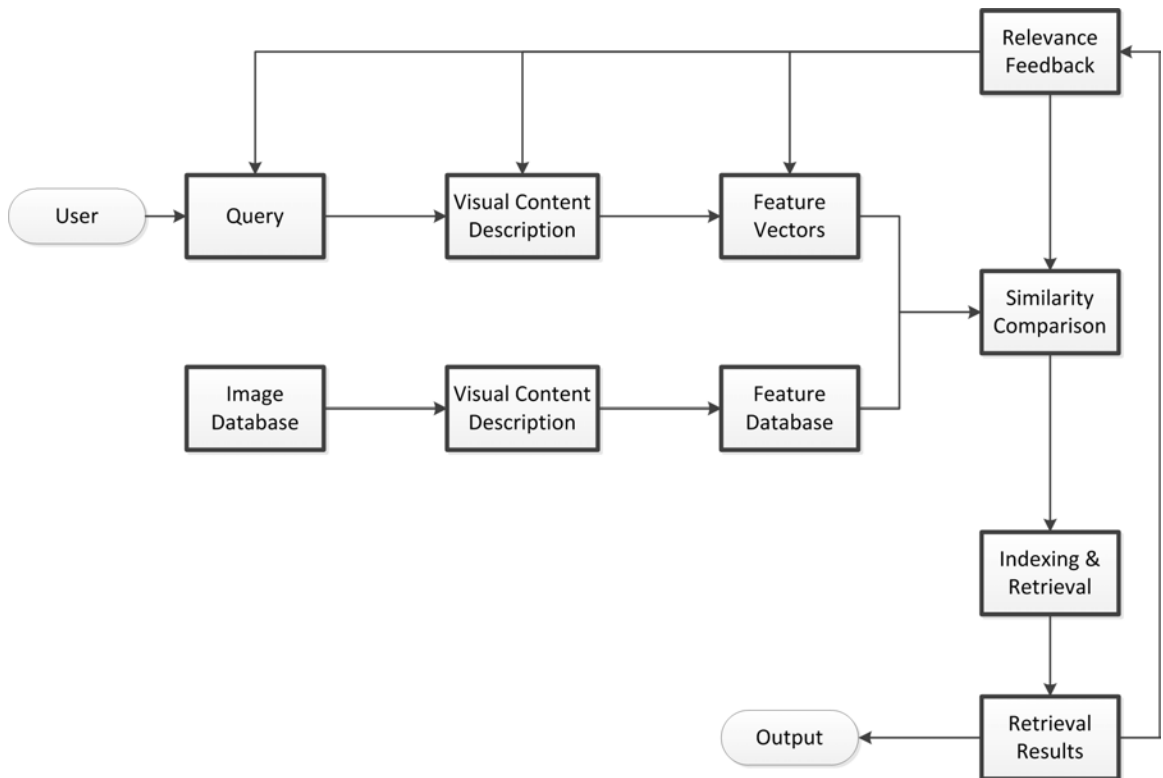 Relevance
Feedback
User
Query
Visual Content
Description
Feature
Vectors
Similarity
Comparison
Image
Database
Visual Content
Description
Feature
Database
Indexing &
Retrieval
Output
Retrieval
Results